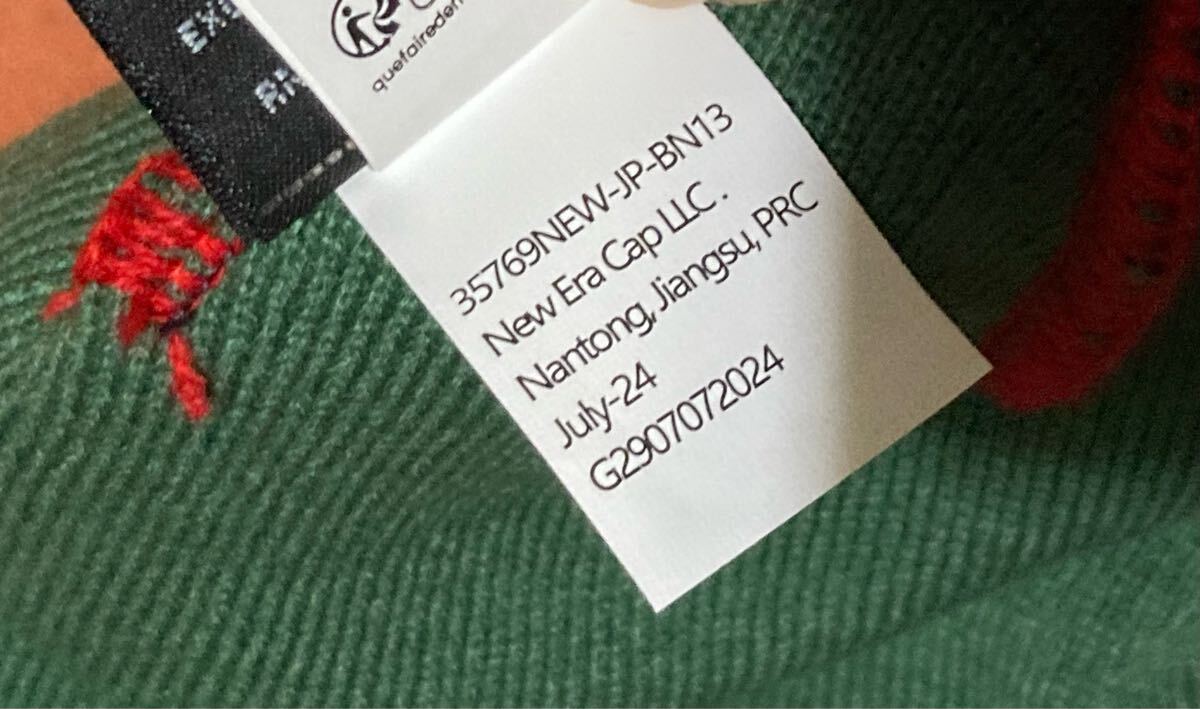 35769NEW-JP-BN13
New Era Cap LLC .
Nantong, Jiangsu, PRC
July-24
G2907072024